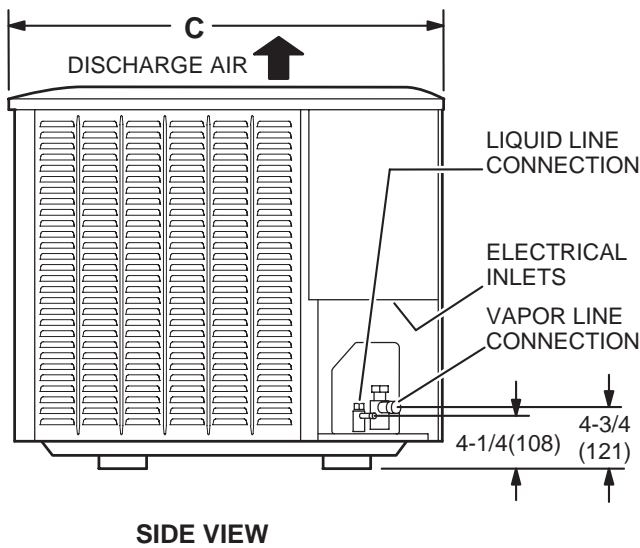 C
DISCHARGE AIR
LIQUID LINE
CONNECTION
ELECTRICAL
INLETS
VAPOR LINE
CONNECTION
4-1/4(108)
4-3/4
(121)
SIDE VIEW